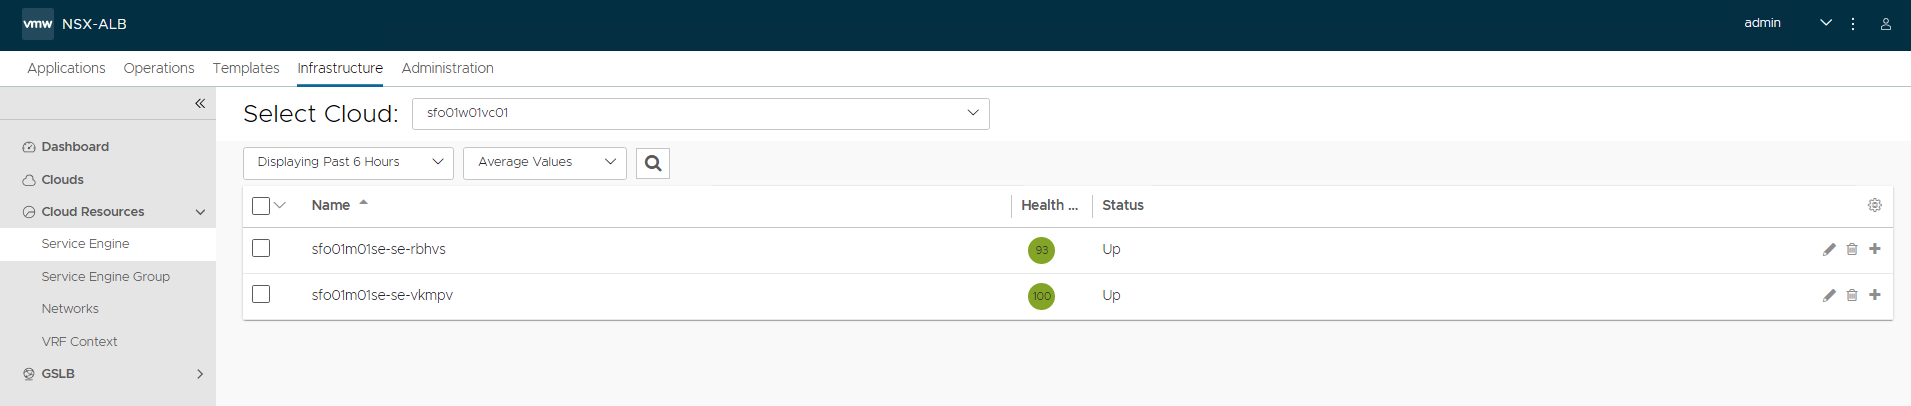 vmw NSX-ALB
admin
Applications Operations Templates Infrastructure Administration
Select Cloud: sfo01w01vc01
Dashboard
Clouds
Cloud Resources
Service Engine
Service Engine Group
Networks
VRF Context
GSLB
Displaying Past 6 Hours Average Values
Name Health ... Status
sfo01m01se-se-rbhvs 93 Up
sfo01m01se-se-vkmpv 100 Up